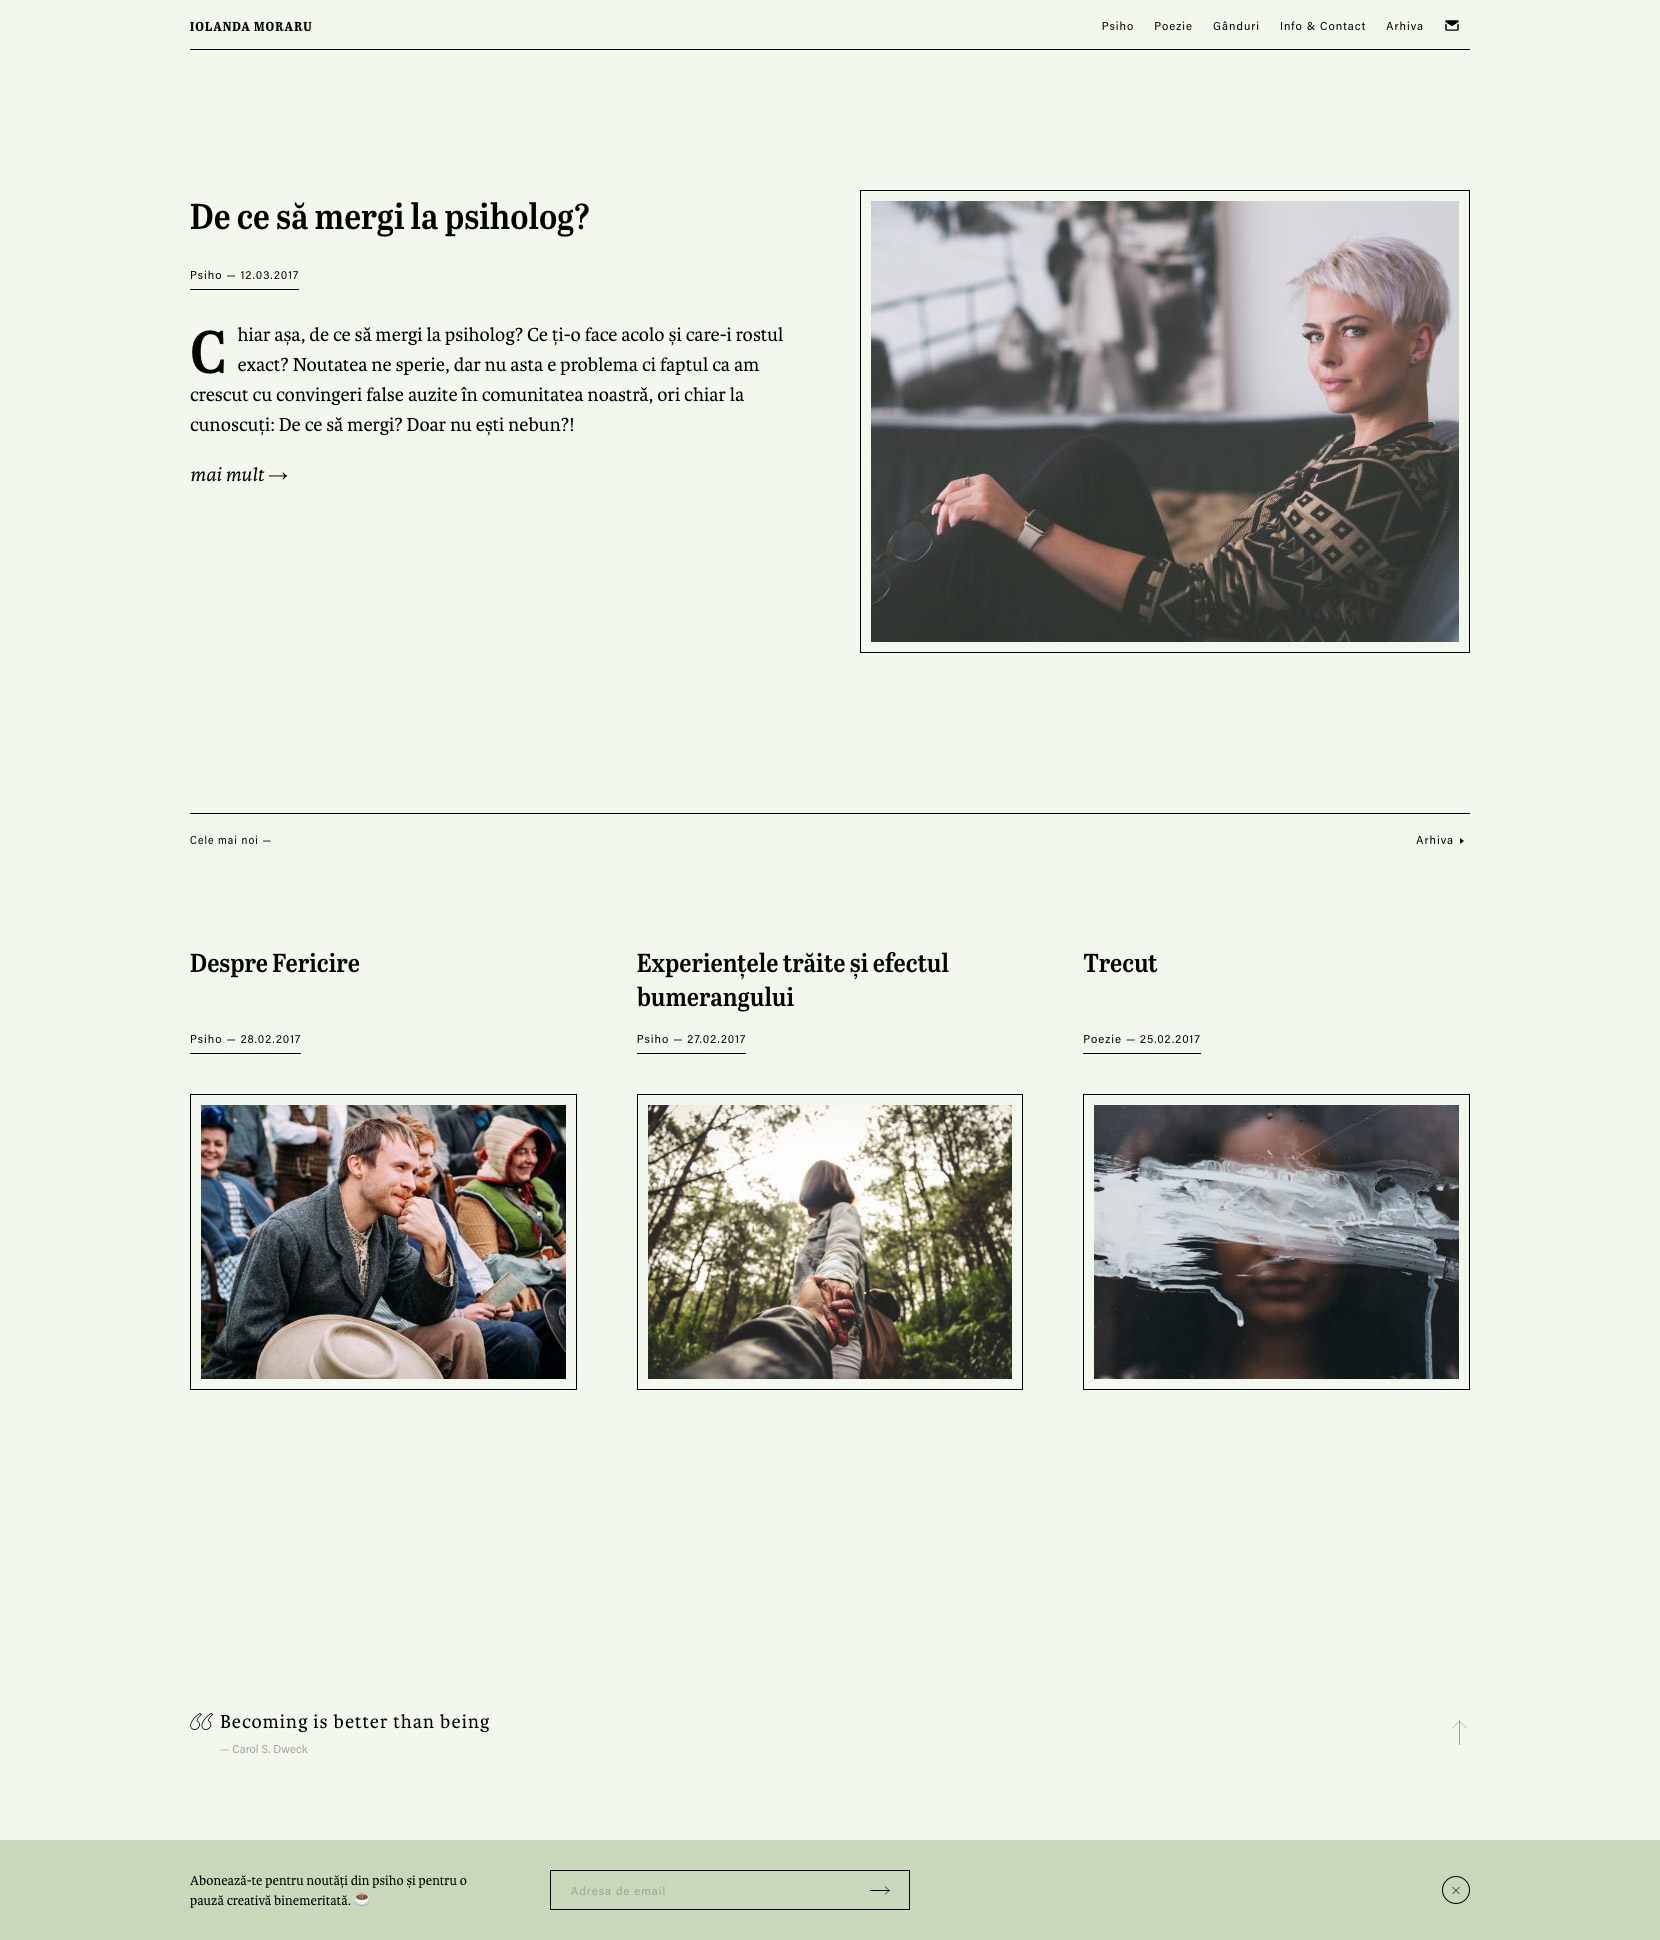 IOLANDA MORARU
Psiho Poezie Gânduri Info & Contact Arhiva
De ce să mergi la psiholog?
Psiho — 12.03.2017
Chiar așa, de ce să mergi la psiholog? Ce ți-o face acolo și care-i rostul
exact? Noutatea ne sperie, dar nu asta e problema ci faptul ca am
crescut cu convingeri false auzite în comunitatea noastră, ori chiar la
cunoscuți: De ce să mergi? Doar nu ești nebun?!
mai mult →
Cele mai noi —
Arhiva
Despre Fericire
Psiho — 28.02.2017
Experiențele trăite și efectul
bumerangului
Psiho — 27.02.2017
Trecut
Poezie — 25.02.2017
Becoming is better than being
— Carol S. Dweck
Abonează-te pentru noutăți din psiho și pentru o
pauză creativă binemeritată. ☕
Adresa de email